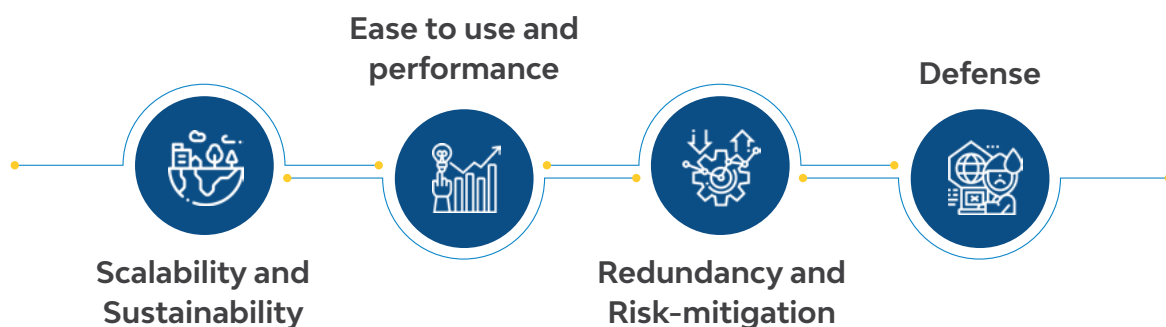 Ease to use and
performance
Defense
Scalability and
Sustainability
Redundancy and
Risk-mitigation